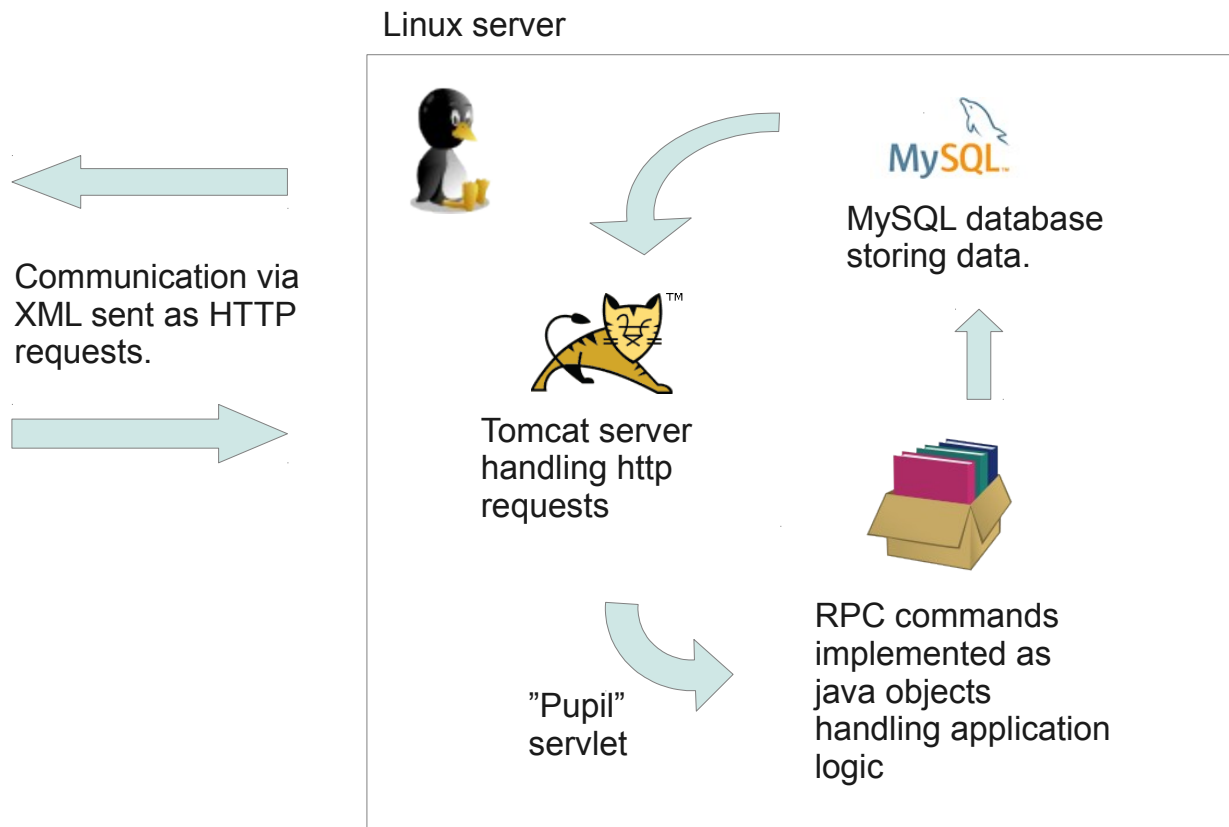 Linux server
MySQL™
MySQL database
storing data.
Communication via
XML sent as HTTP
requests.
TM
Tomcat server
handling http
requests
RPC commands
implemented as
java objects
handling application
logic
”Pupil”
servlet